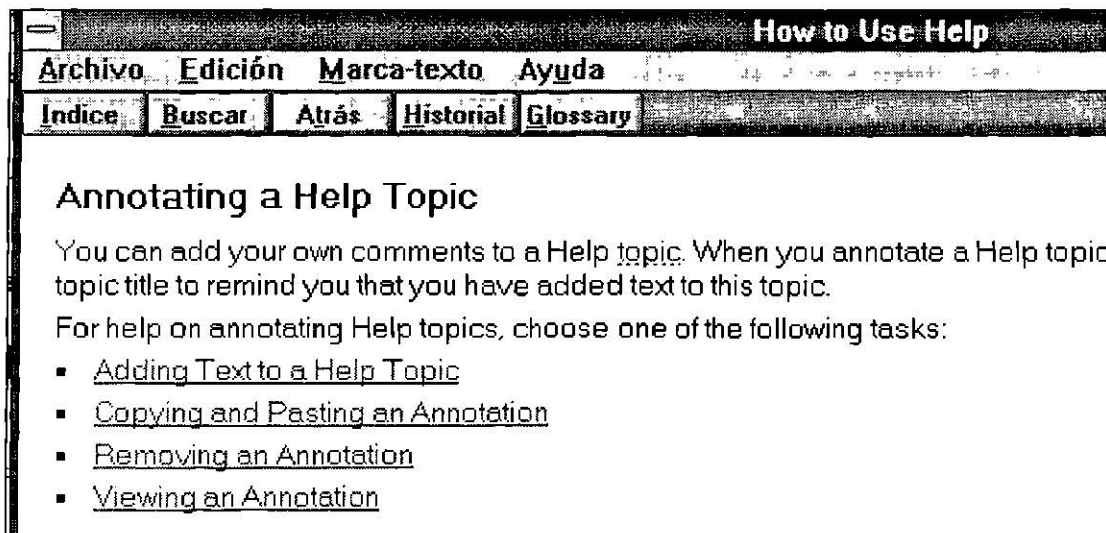 How to Use Help
Archivo Edición Marca-texto Ayuda
Indice Buscar Atrás Historial Glossary
Annotating a Help Topic
You can add your own comments to a Help topic. When you annotate a Help topic
topic title to remind you that you have added text to this topic.
For help on annotating Help topics, choose one of the following tasks:
▪ Adding Text to a Help Topic
▪ Copying and Pasting an Annotation
▪ Removing an Annotation
▪ Viewing an Annotation